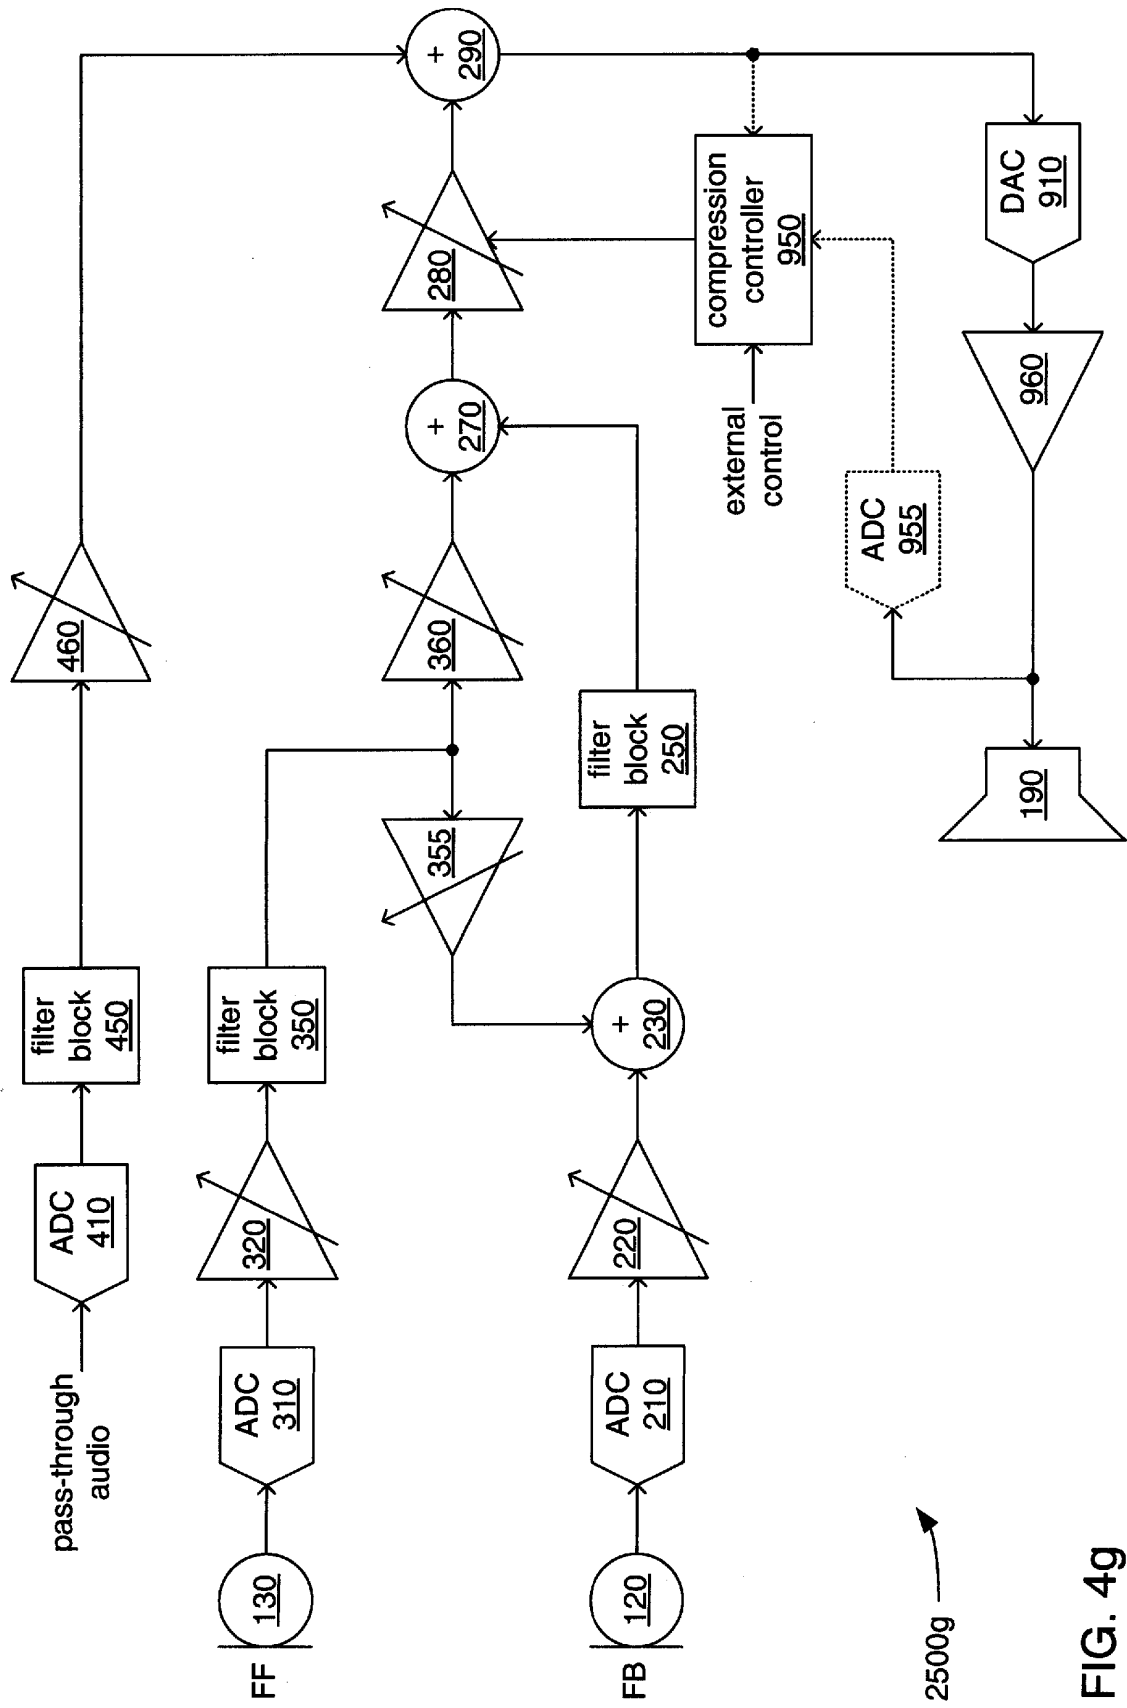 pass-through
audio
ADC
410
filter
block
450
460
+
290
FF
130
ADC
310
320
filter
block
350
355
360
+
270
280
FB
120
ADC
210
220
+
230
filter
block
250
external
control
compression
controller
950
ADC
955
DAC
910
960
190
2500g
FIG. 4g